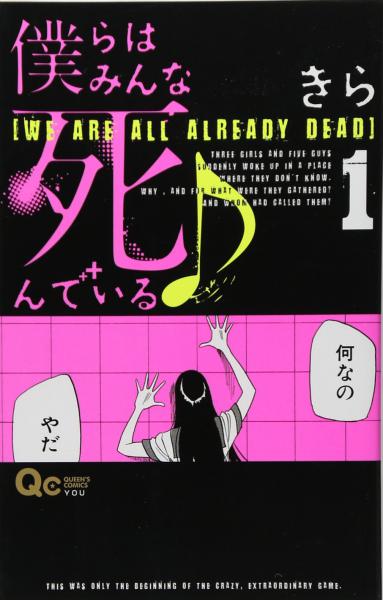 僕らは
みんな
死
んでいる♪
きら
[WE ARE ALL ALREADY DEAD]
THREE GIRLS AND FIVE GUYS
SUDDENLY WOKE UP IN A PLACE
WHERE THEY DON'T KNOW.
WHY , AND FOR WHAT WERE THEY GATHERED?
AND WHOM HAD CALLED THEM?
1
何なの
やだ
Qc
QUEEN'S
COMICS
YOU
THIS WAS ONLY THE BEGINNING OF THE CRAZY, EXTRAORDINARY GAME.